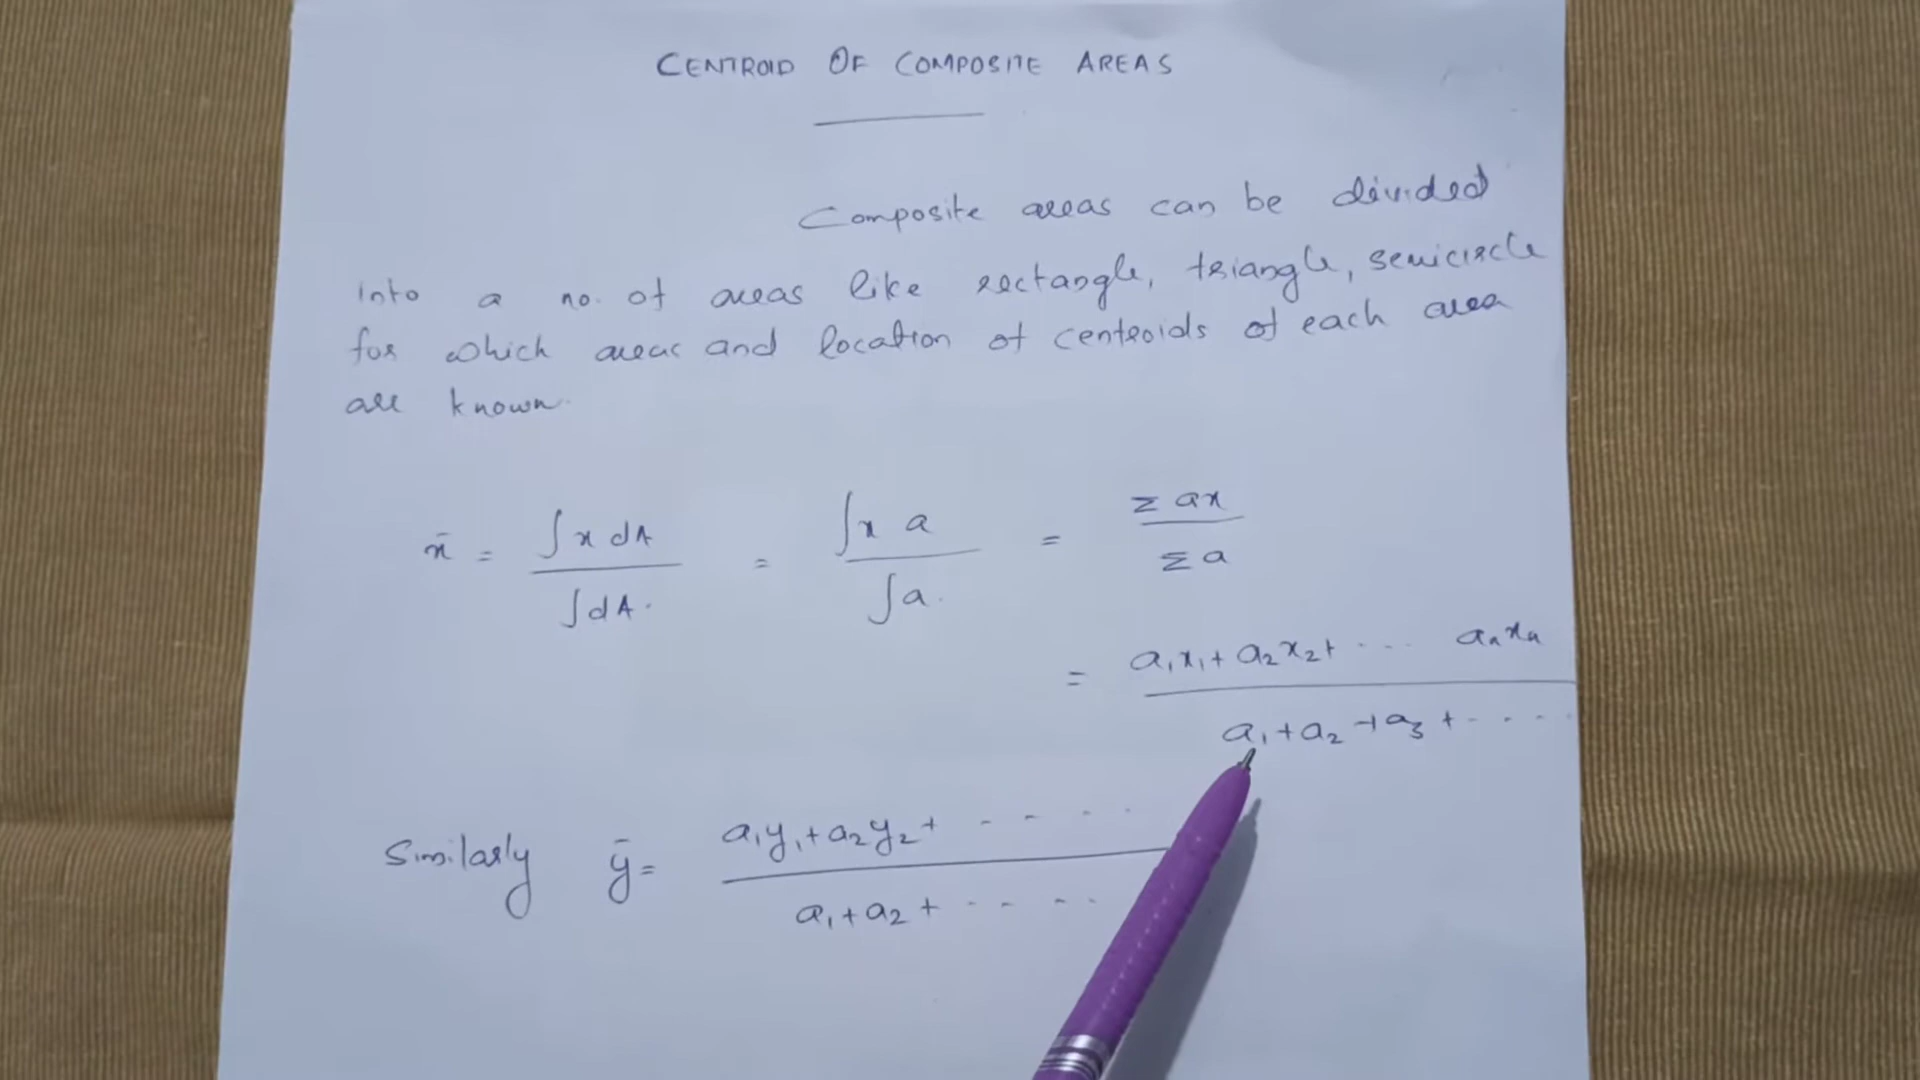 CENTROID OF COMPOSITE AREAS
Composite areas can be divided
into a no. of areas like rectangle, triangle, semicircle
for which areas and location of centroids of each area
are known.
x̄ = ∫x dA / ∫dA. = ∫x a / ∫a. = Σ ax / Σ a
= a₁x₁ + a₂x₂ + .... aₙxₙ / a₁ + a₂ + a₃ + ....
Similarly ȳ = a₁y₁ + a₂y₂ + - - - - / a₁ + a₂ + - - - -